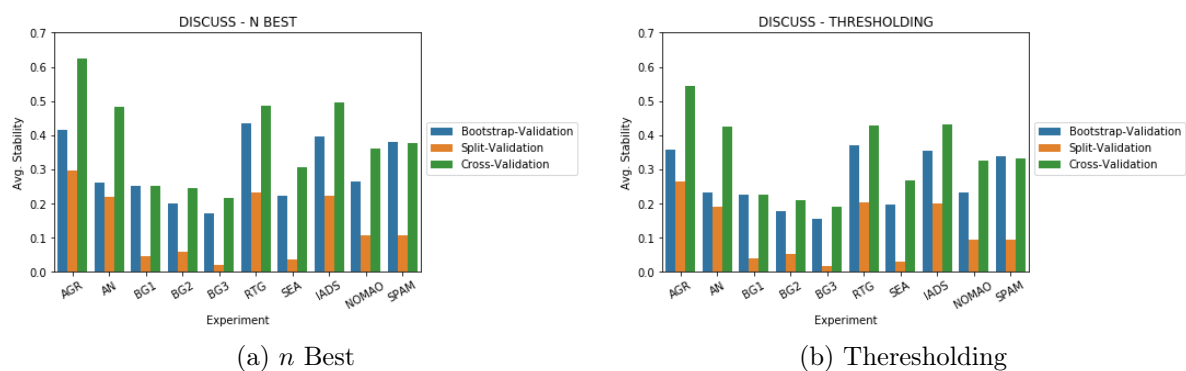 DISCUSS - N BEST
0.7
0.6
0.5
0.4
0.3
0.2
0.1
0.0
Avg. Stability
AGR AN BG1 BG2 BG3 RTG SEA IADS NOMAO SPAM
Experiment
Bootstrap-Validation
Split-Validation
Cross-Validation
(a) n Best
DISCUSS - THRESHOLDING
0.7
0.6
0.5
0.4
0.3
0.2
0.1
0.0
Avg. Stability
AGR AN BG1 BG2 BG3 RTG SEA IADS NOMAO SPAM
Experiment
Bootstrap-Validation
Split-Validation
Cross-Validation
(b) Theresholding